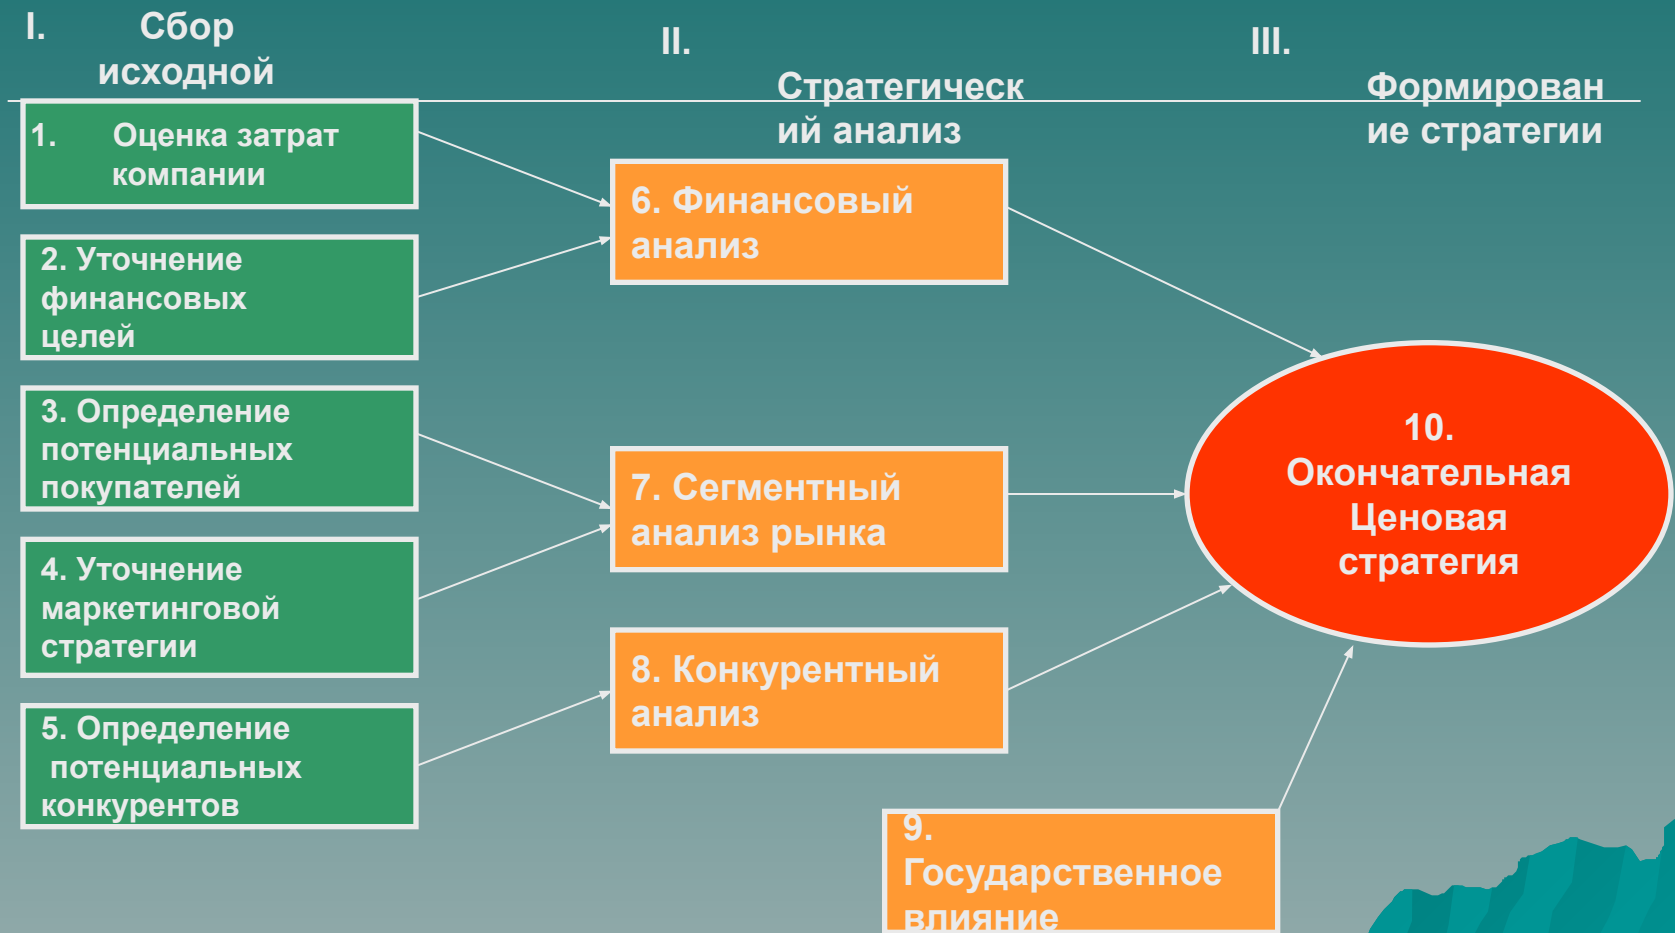 I. Сбор
исходной
II.
Стратегическ
ий анализ
III.
Формирован
ие стратегии
1. Оценка затрат
компании
2. Уточнение
финансовых
целей
3. Определение
потенциальных
покупателей
4. Уточнение
маркетинговой
стратегии
5. Определение
потенциальных
конкурентов
6. Финансовый
анализ
7. Сегментный
анализ рынка
8. Конкурентный
анализ
9.
Государственное
влияние
10.
Окончательная
Ценовая
стратегия